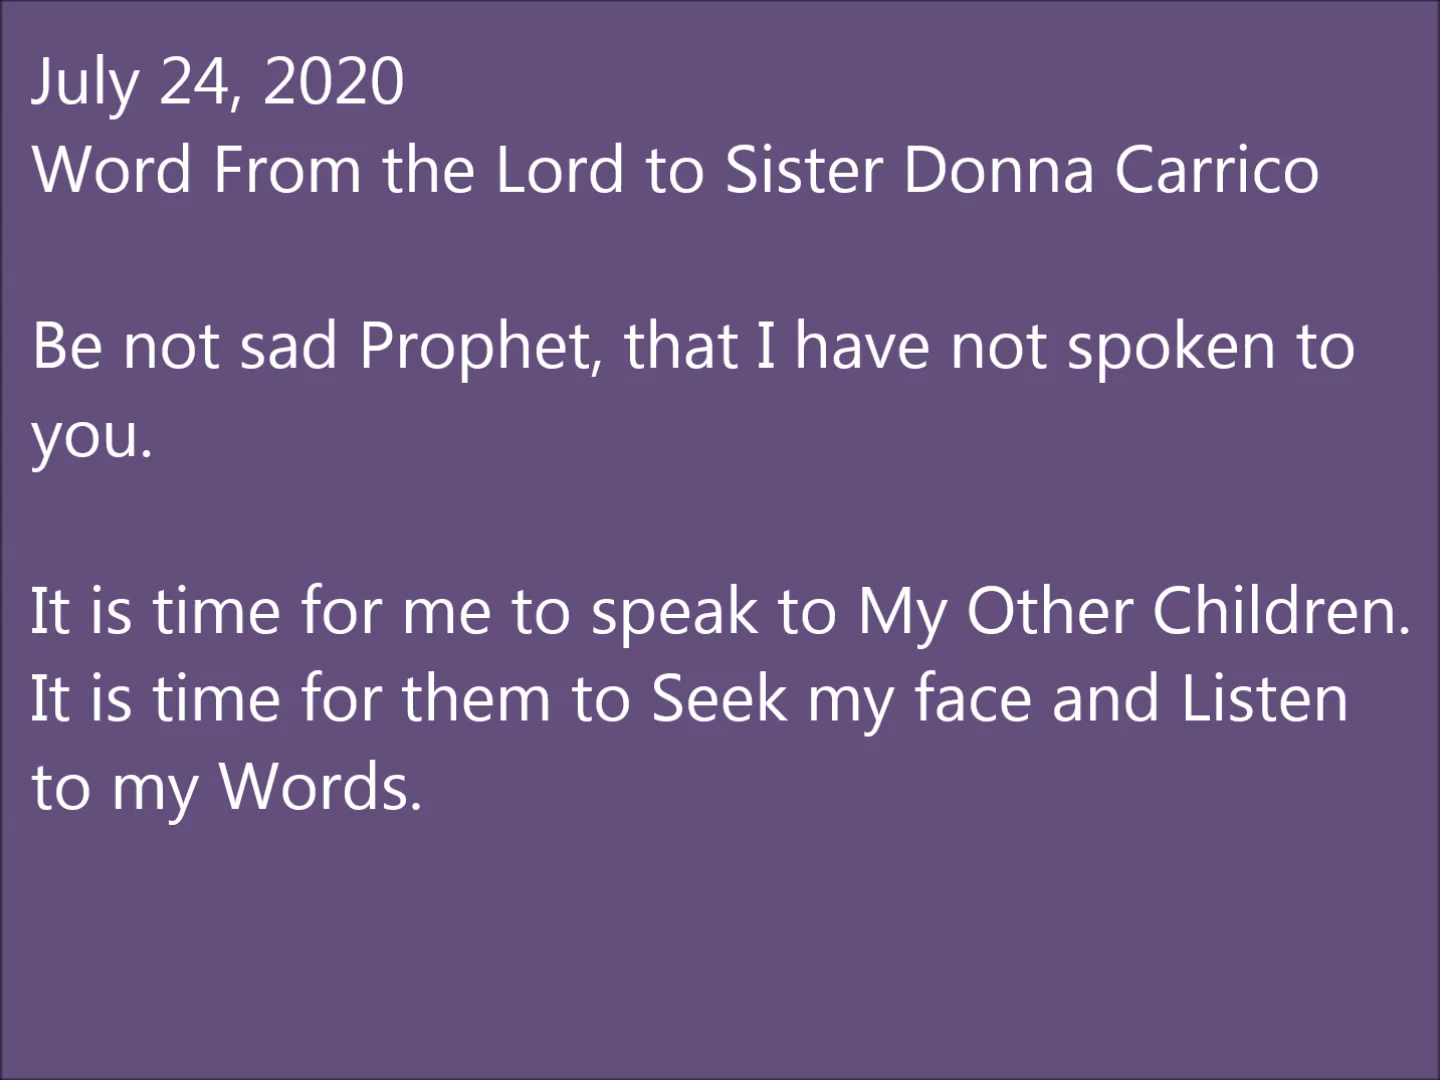 July 24, 2020
Word From the Lord to Sister Donna Carrico
Be not sad Prophet, that I have not spoken to
you.
It is time for me to speak to My Other Children.
It is time for them to Seek my face and Listen
to my Words.